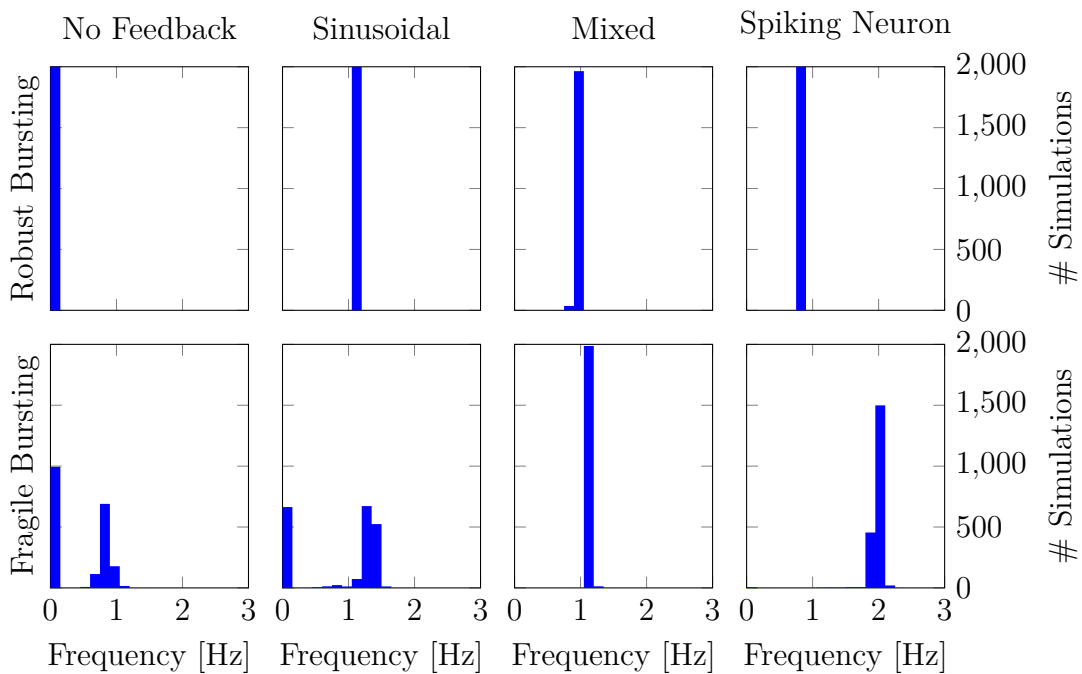 No Feedback
Sinusoidal
Mixed
Spiking Neuron
Robust Bursting
2,000
1,500
1,000
500
0
# Simulations
Fragile Bursting
2,000
1,500
1,000
500
0
# Simulations
0 1 2 3
0 1 2 3
0 1 2 3
0 1 2 3
Frequency [Hz]
Frequency [Hz]
Frequency [Hz]
Frequency [Hz]